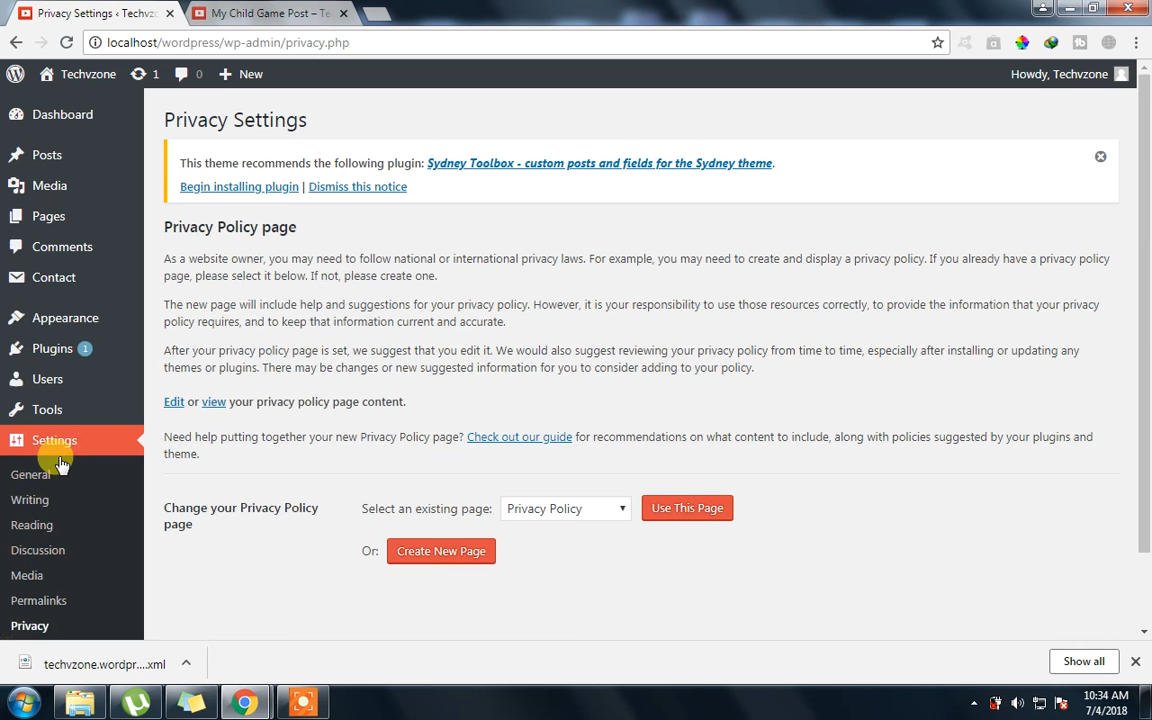 Privacy Settings ‹ Techvz
My Child Game Post – Te
localhost/wordpress/wp-admin/privacy.php
Techvzone 1 0 New Howdy, Techvzone
Dashboard
Posts
Media
Pages
Comments
Contact
Appearance
Plugins 1
Users
Tools
Settings
General
Writing
Reading
Discussion
Media
Permalinks
Privacy
Privacy Settings
This theme recommends the following plugin: Sydney Toolbox - custom posts and fields for the Sydney theme.
Begin installing plugin | Dismiss this notice
Privacy Policy page
As a website owner, you may need to follow national or international privacy laws. For example, you may need to create and display a privacy policy. If you already have a privacy policy
page, please select it below. If not, please create one.
The new page will include help and suggestions for your privacy policy. However, it is your responsibility to use those resources correctly, to provide the information that your privacy
policy requires, and to keep that information current and accurate.
After your privacy policy page is set, we suggest that you edit it. We would also suggest reviewing your privacy policy from time to time, especially after installing or updating any
themes or plugins. There may be changes or new suggested information for you to consider adding to your policy.
Edit or view your privacy policy page content.
Need help putting together your new Privacy Policy page? Check out our guide for recommendations on what content to include, along with policies suggested by your plugins and
theme.
Change your Privacy Policy
page
Select an existing page: Privacy Policy Use This Page
Or: Create New Page
techvzone.wordpr....xml
Show all
10:34 AM
7/4/2018